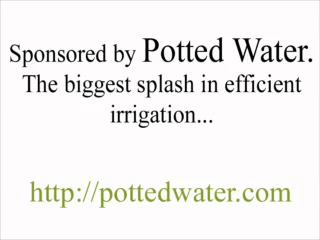 Sponsored by Potted Water.
The biggest splash in efficient
irrigation...
http://pottedwater.com